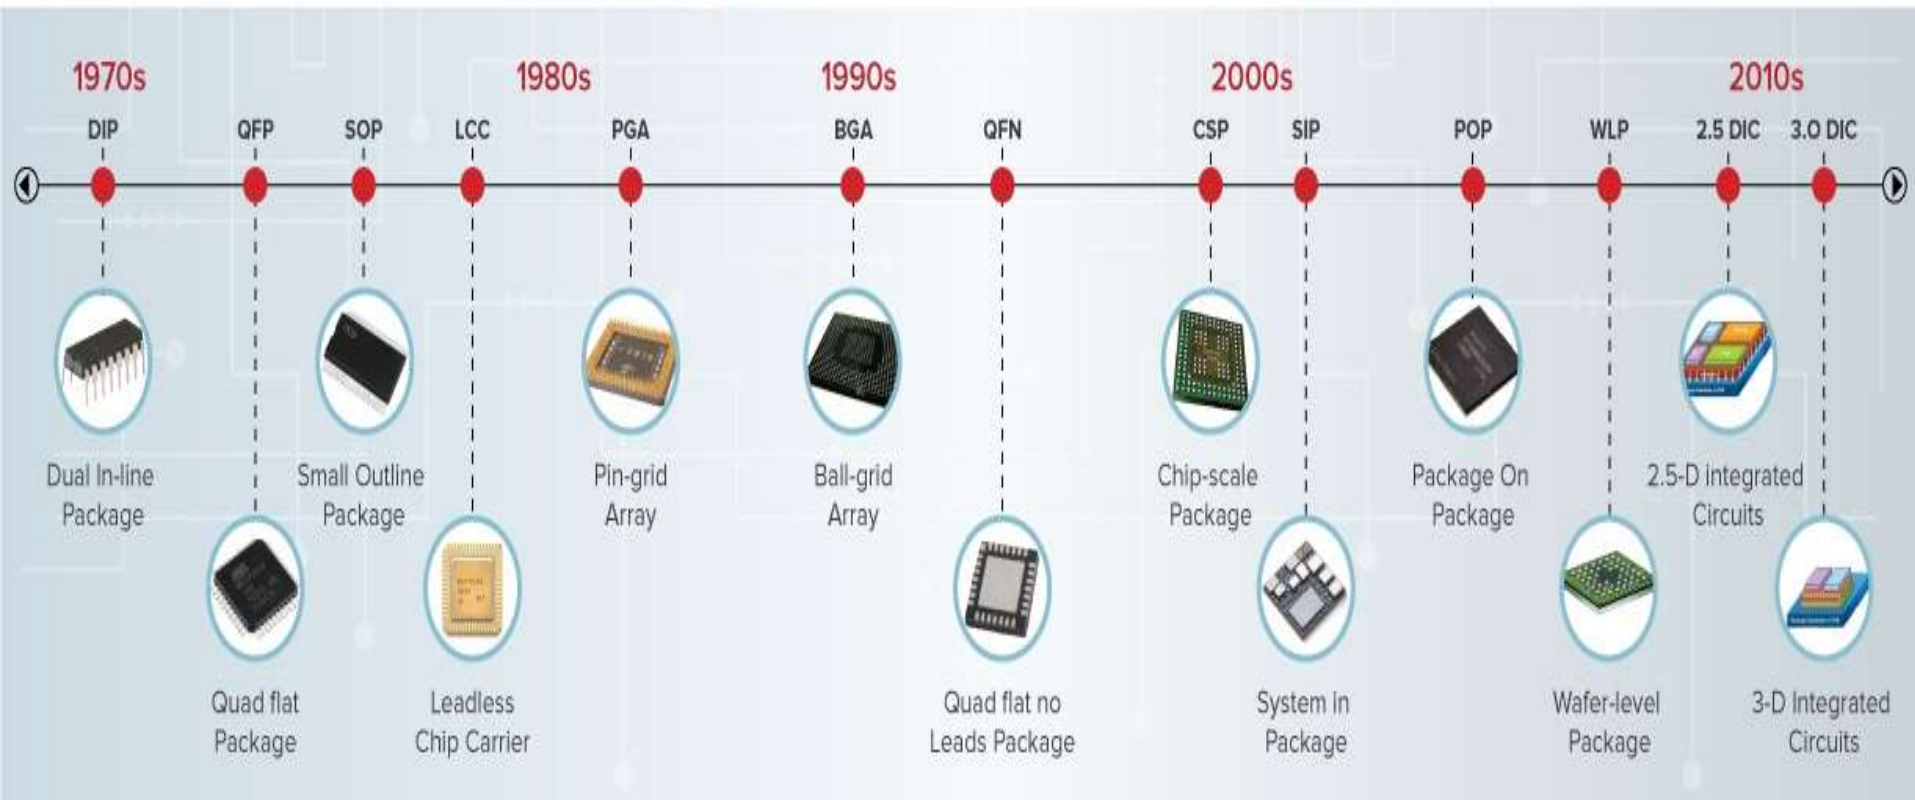 1970s 1980s 1990s 2000s 2010s
DIP QFP SOP LCC PGA BGA QFN CSP SIP POP WLP 2.5 DIC 3.0 DIC
Dual In-line
Package
Small Outline
Package
Pin-grid
Array
Ball-grid
Array
Chip-scale
Package
Package On
Package
2.5-D integrated
Circuits
Quad flat
Package
Leadless
Chip Carrier
Quad flat no
Leads Package
System in
Package
Wafer-level
Package
3-D Integrated
Circuits